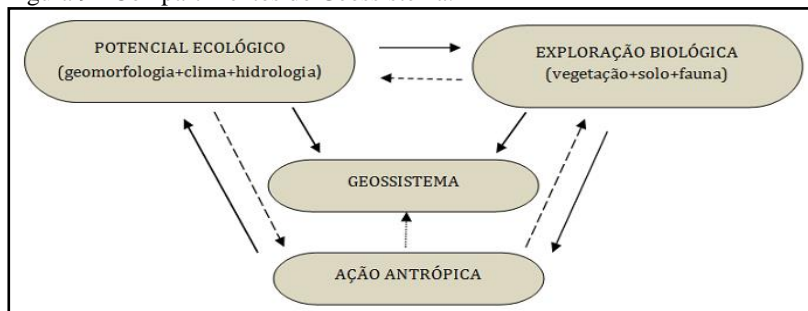 POTENCIAL ECOLÓGICO
(geomorfologia+clima+hidrologia)
EXPLORAÇÃO BIOLÓGICA
(vegetação+solo+fauna)
GEOSSISTEMA
AÇÃO ANTRÓPICA